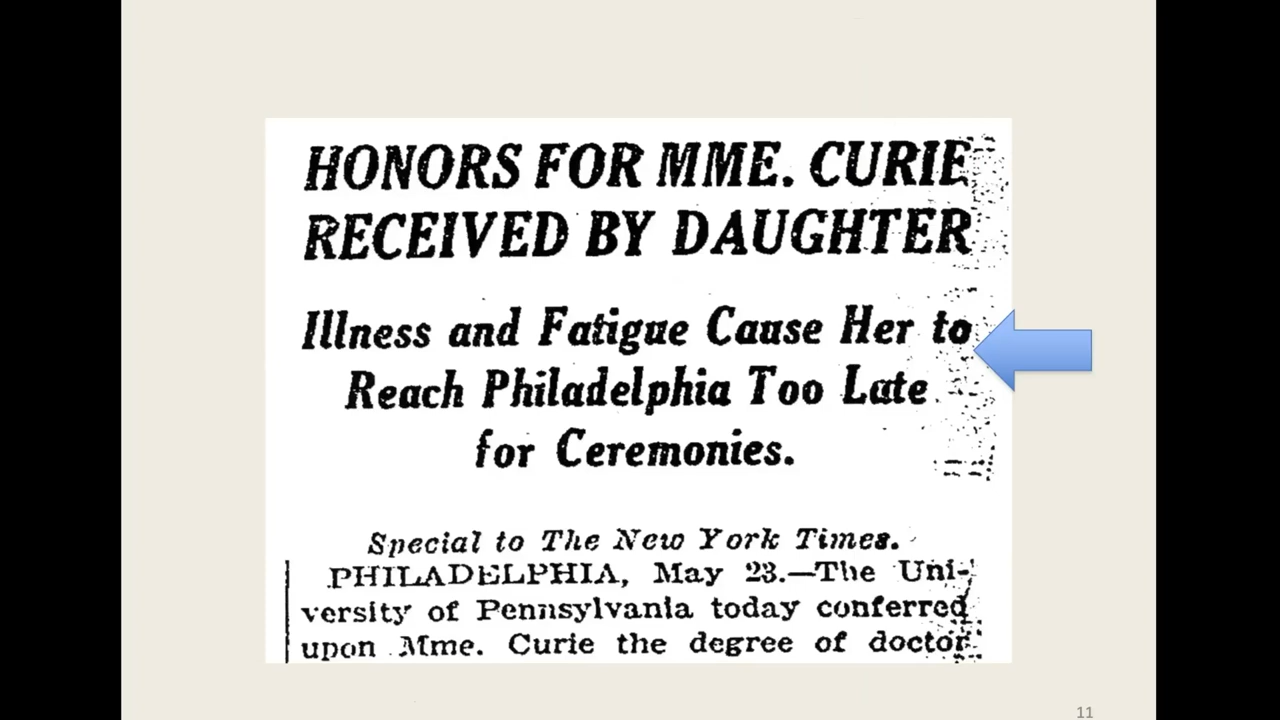 HONORS FOR MME. CURIE
RECEIVED BY DAUGHTER
Illness and Fatigue Cause Her to
Reach Philadelphia Too Late
for Ceremonies.
Special to The New York Times.
PHILADELPHIA, May 23.—The Uni-
versity of Pennsylvania today conferred
upon Mme. Curie the degree of doctor
11